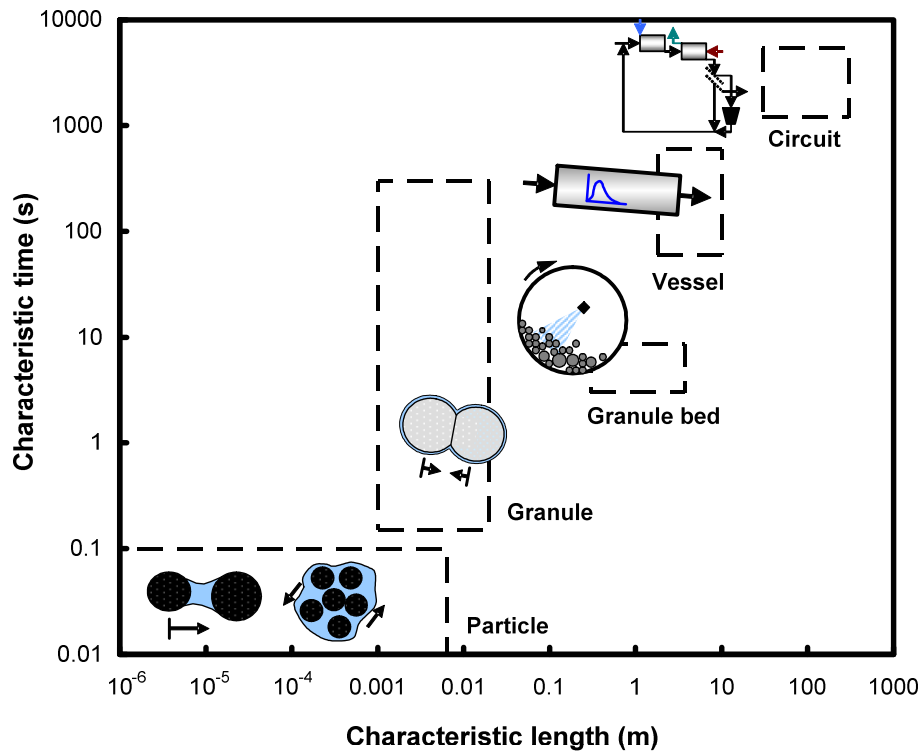 10000
1000
100
10
1
0.1
0.01
Characteristic time (s)
Circuit
Vessel
Granule bed
Granule
Particle
10⁻⁶ 10⁻⁵ 10⁻⁴ 0.001 0.01 0.1 1 10 100 1000
Characteristic length (m)